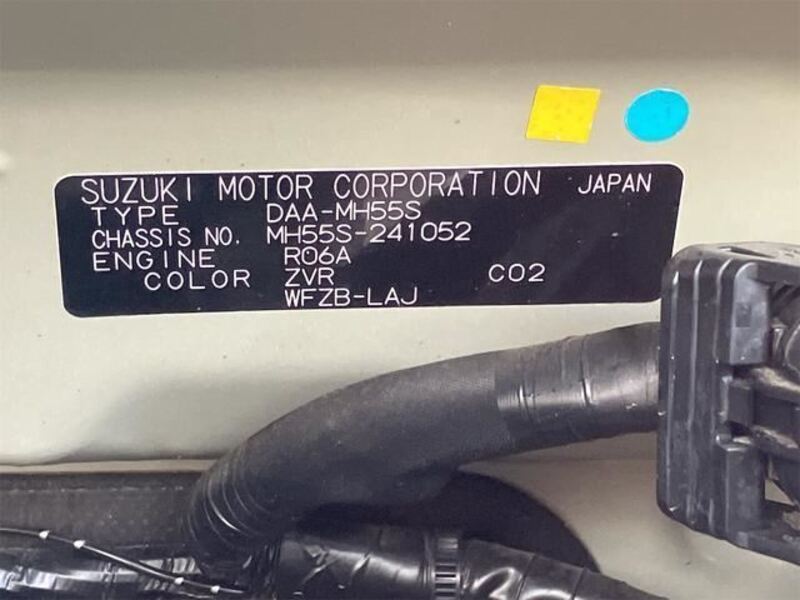 SUZUKI MOTOR CORPORATION JAPAN
TYPE DAA-MH55S
CHASSIS NO. MH55S-241052
ENGINE R06A
COLOR ZVR C02
WFZB-LAJ